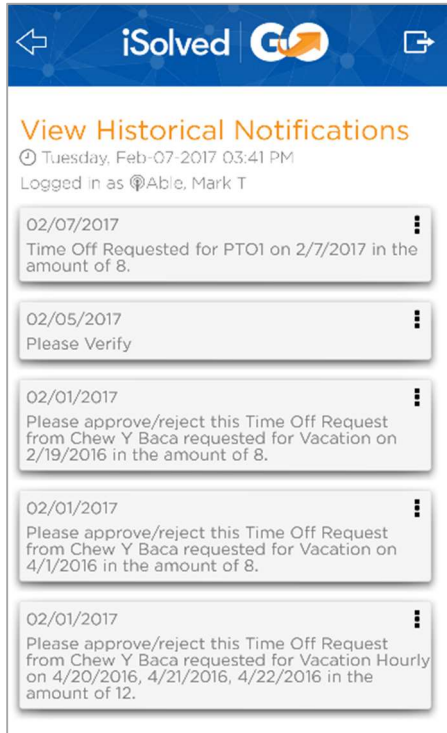 iSolved GO
View Historical Notifications
Tuesday, Feb-07-2017 03:41 PM
Logged in as Able, Mark T
02/07/2017
Time Off Requested for PTO1 on 2/7/2017 in the
amount of 8.
02/05/2017
Please Verify
02/01/2017
Please approve/reject this Time Off Request
from Chew Y Baca requested for Vacation on
2/19/2016 in the amount of 8.
02/01/2017
Please approve/reject this Time Off Request
from Chew Y Baca requested for Vacation on
4/1/2016 in the amount of 8.
02/01/2017
Please approve/reject this Time Off Request
from Chew Y Baca requested for Vacation Hourly
on 4/20/2016, 4/21/2016, 4/22/2016 in the
amount of 12.